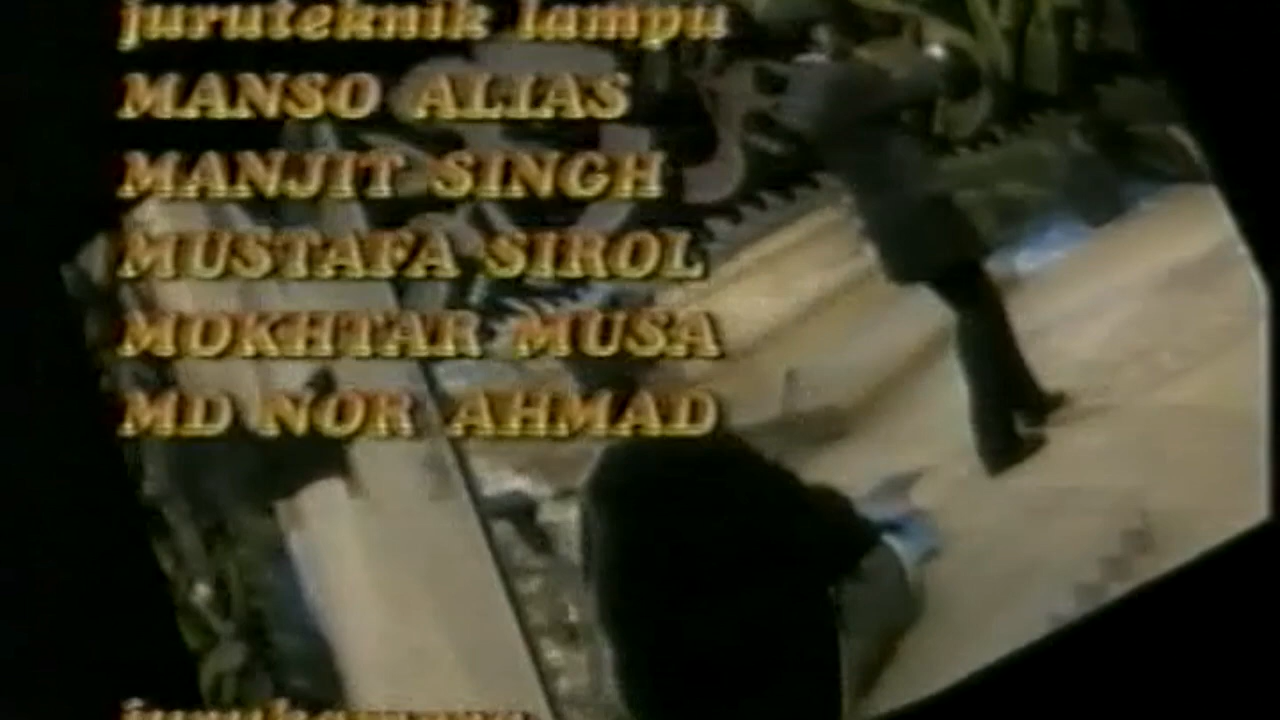 juruteknik lampu
MANSO ALIAS
MANJIT SINGH
MUSTAFA SIROL
MOKHTAR MUSA
MD NOR AHMAD